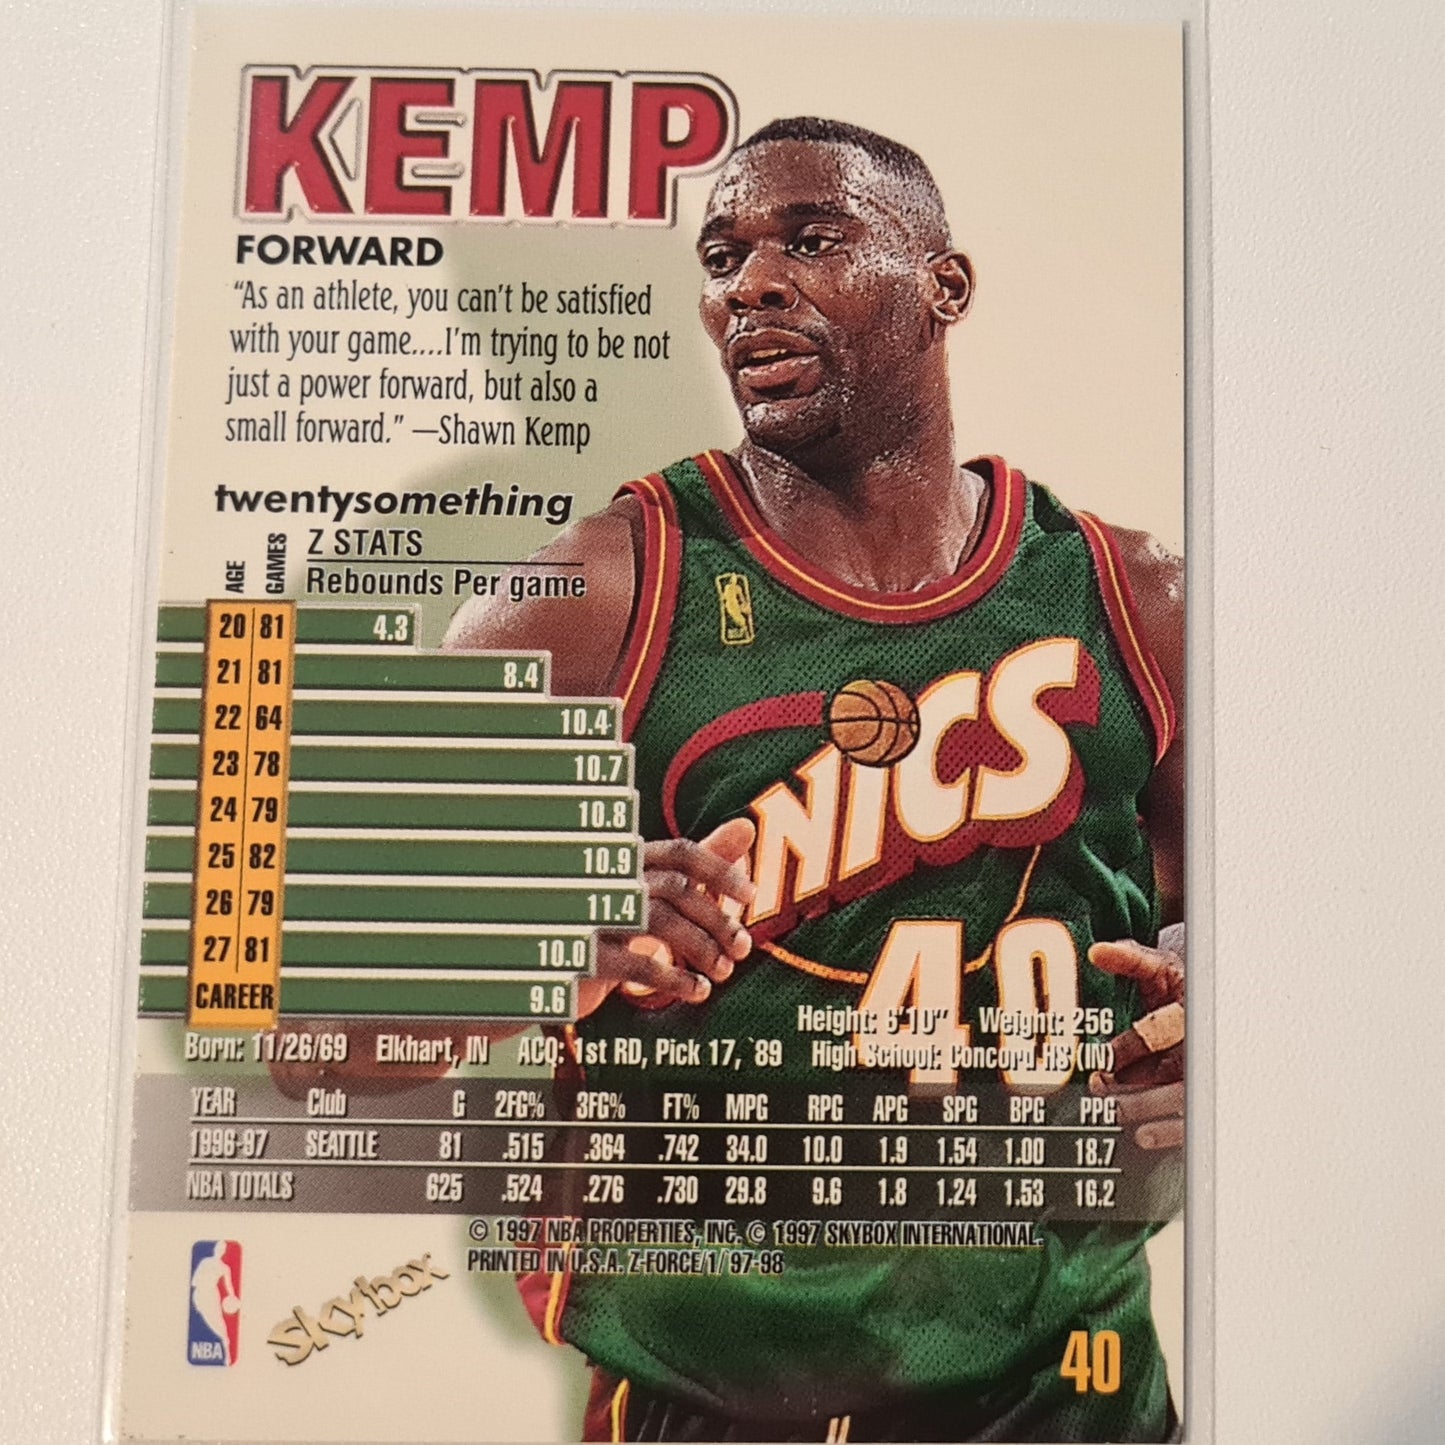 KEMP
FORWARD
“As an athlete, you can't be satisfied
with your game....I'm trying to be not
just a power forward, but also a
small forward.” —Shawn Kemp
twentysomething
AGE GAMES Z STATS
Rebounds Per game
20 81 4.3
21 81 8.4
22 64 10.4
23 78 10.7
24 79 10.8
25 82 10.9
26 79 11.4
27 81 10.0
CAREER 9.6
NICS
40
Height: 6'10" Weight: 256
Born: 11/26/69 Elkhart, IN ACQ: 1st RD, Pick 17, `89 High School: Concord HS (IN)
YEAR Club G 2FG% 3FG% FT% MPG RPG APG SPG BPG PPG
1996-97 SEATTLE 81 .515 .364 .742 34.0 10.0 1.9 1.54 1.00 18.7
NBA TOTALS 625 .524 .276 .730 29.8 9.6 1.8 1.24 1.53 16.2
© 1997 NBA PROPERTIES, INC. © 1997 SKYBOX INTERNATIONAL.
PRINTED IN U.S.A. Z-FORCE/1/`97-98
NBA
skybox
40